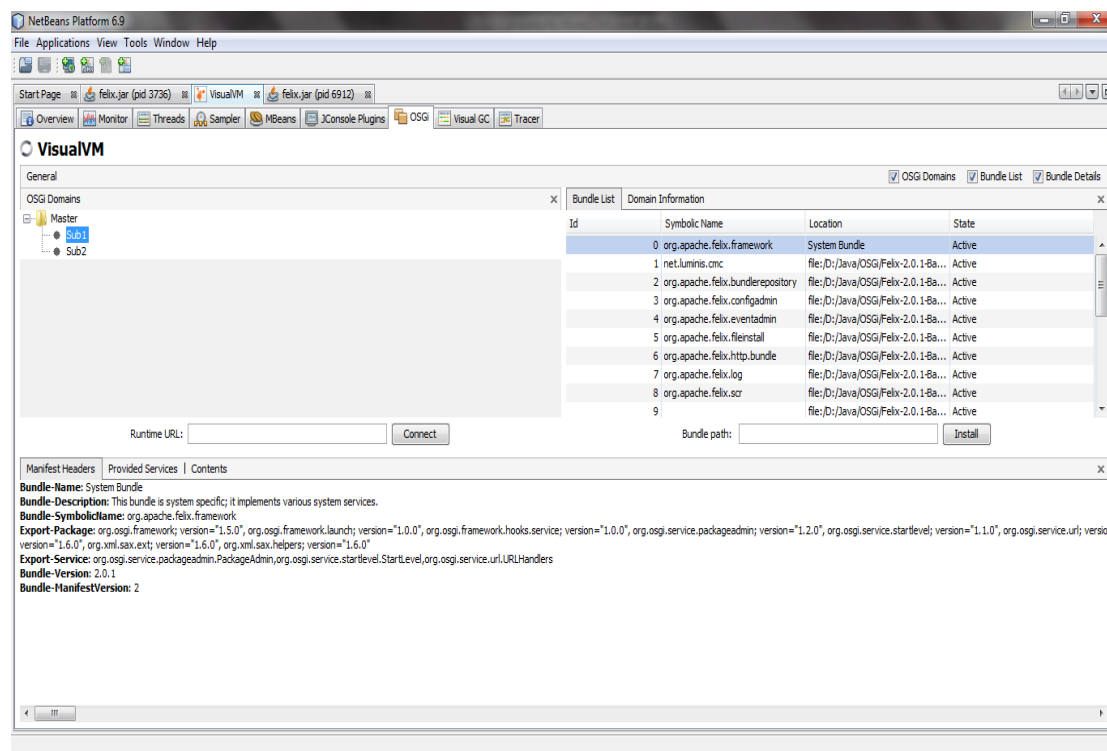 NetBeans Platform 6.9
File Applications View Tools Window Help
Start Page felix.jar (pid 3736) VisualVM felix.jar (pid 6912)
Overview Monitor Threads Sampler MBeans JConsole Plugins OSGi Visual GC Tracer
VisualVM
General OSGi Domains Bundle List Bundle Details
OSGi Domains
Master
Sub1
Sub2
Runtime URL: Connect
Bundle List Domain Information
Id Symbolic Name Location State
0 org.apache.felix.framework System Bundle Active
1 net.luminis.cmc file:/D:/Java/OSGi/Felix-2.0.1-Ba... Active
2 org.apache.felix.bundlerepository file:/D:/Java/OSGi/Felix-2.0.1-Ba... Active
3 org.apache.felix.configadmin file:/D:/Java/OSGi/Felix-2.0.1-Ba... Active
4 org.apache.felix.eventadmin file:/D:/Java/OSGi/Felix-2.0.1-Ba... Active
5 org.apache.felix.fileinstall file:/D:/Java/OSGi/Felix-2.0.1-Ba... Active
6 org.apache.felix.http.bundle file:/D:/Java/OSGi/Felix-2.0.1-Ba... Active
7 org.apache.felix.log file:/D:/Java/OSGi/Felix-2.0.1-Ba... Active
8 org.apache.felix.scr file:/D:/Java/OSGi/Felix-2.0.1-Ba... Active
9 file:/D:/Java/OSGi/Felix-2.0.1-Ba... Active
Bundle path: Install
Manifest Headers Provided Services Contents
Bundle-Name: System Bundle
Bundle-Description: This bundle is system specific; it implements various system services.
Bundle-SymbolicName: org.apache.felix.framework
Export-Package: org.osgi.framework; version="1.5.0", org.osgi.framework.launch; version="1.0.0", org.osgi.framework.hooks.service; version="1.0.0", org.osgi.service.packageadmin; version="1.2.0", org.osgi.service.startlevel; version="1.1.0", org.osgi.service.url; versio
version="1.6.0", org.xml.sax.ext; version="1.6.0", org.xml.sax.helpers; version="1.6.0"
Export-Service: org.osgi.service.packageadmin.PackageAdmin,org.osgi.service.startlevel.StartLevel,org.osgi.service.url.URLHandlers
Bundle-Version: 2.0.1
Bundle-ManifestVersion: 2